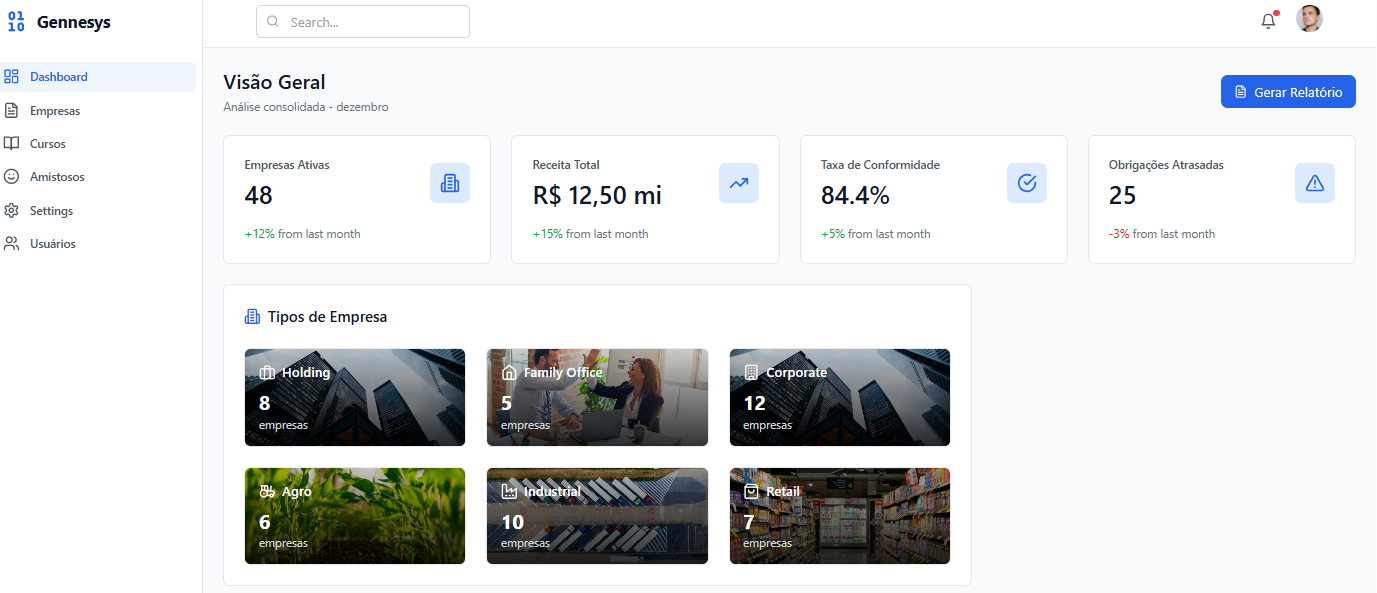 01
10
Gennesys
Search...
Dashboard
Empresas
Cursos
Amistosos
Settings
Usuários
Visão Geral
Análise consolidada - dezembro
Gerar Relatório
Empresas Ativas
48
+12% from last month
Receita Total
R$ 12,50 mi
+15% from last month
Taxa de Conformidade
84.4%
+5% from last month
Obrigações Atrasadas
25
-3% from last month
Tipos de Empresa
Holding
8
empresas
Family Office
5
empresas
Corporate
12
empresas
Agro
6
empresas
Industrial
10
empresas
Retail
7
empresas